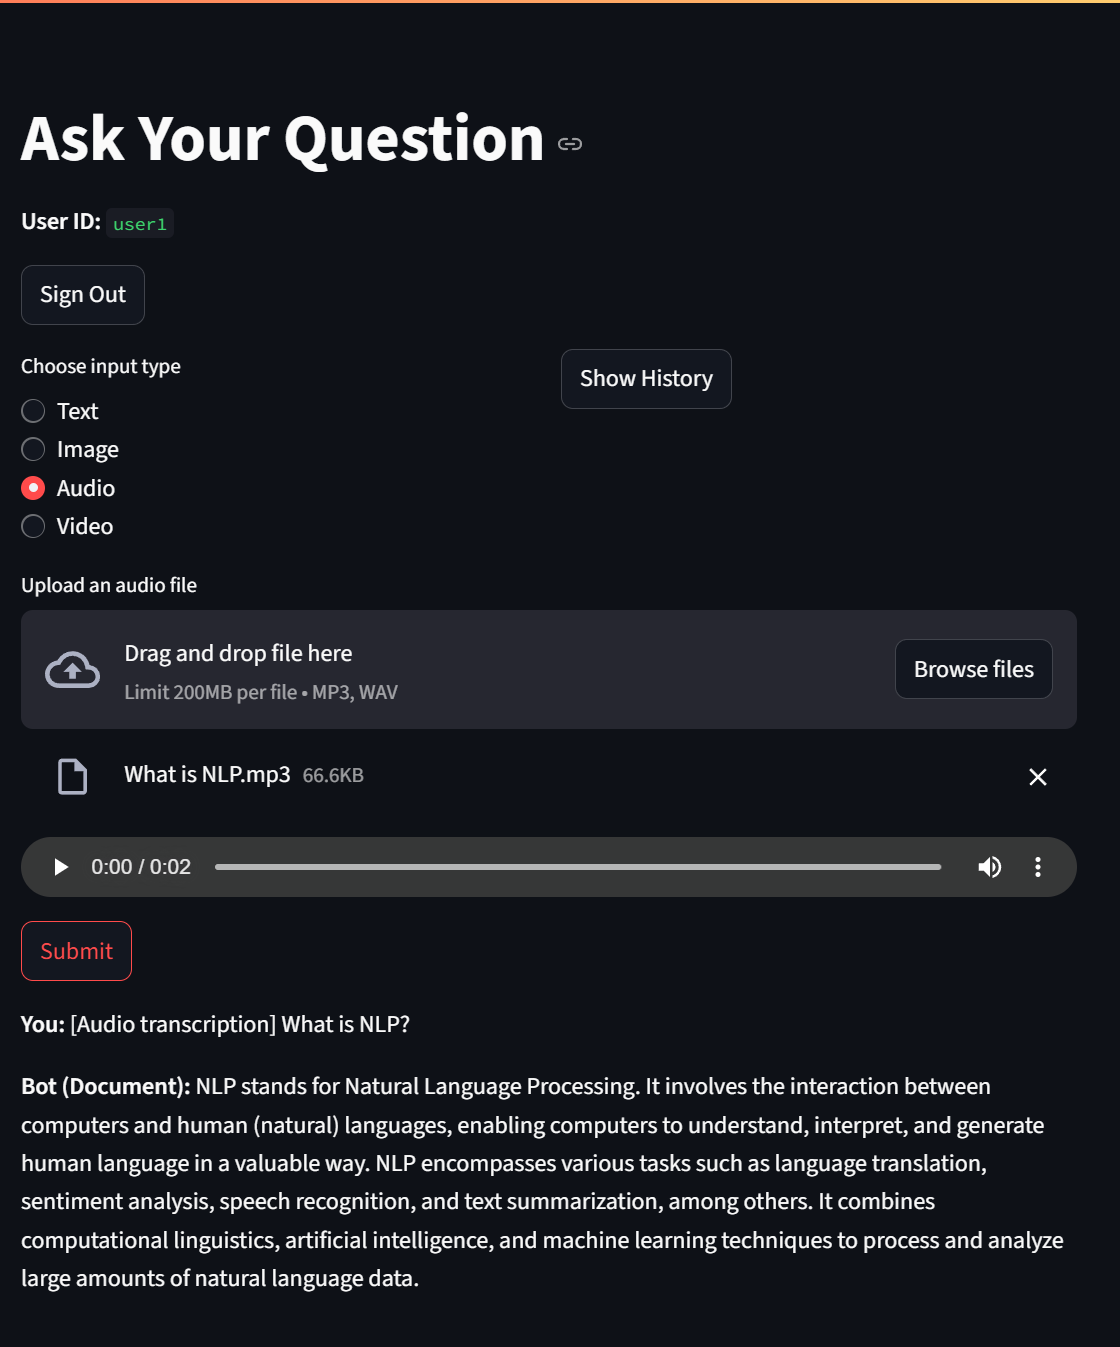 Ask Your Question
User ID: user1
Sign Out
Choose input type
Show History
Text
Image
Audio
Video
Upload an audio file
Drag and drop file here
Limit 200MB per file • MP3, WAV
Browse files
What is NLP.mp3 66.6KB
0:00 / 0:02
Submit
You: [Audio transcription] What is NLP?
Bot (Document): NLP stands for Natural Language Processing. It involves the interaction between
computers and human (natural) languages, enabling computers to understand, interpret, and generate
human language in a valuable way. NLP encompasses various tasks such as language translation,
sentiment analysis, speech recognition, and text summarization, among others. It combines
computational linguistics, artificial intelligence, and machine learning techniques to process and analyze
large amounts of natural language data.